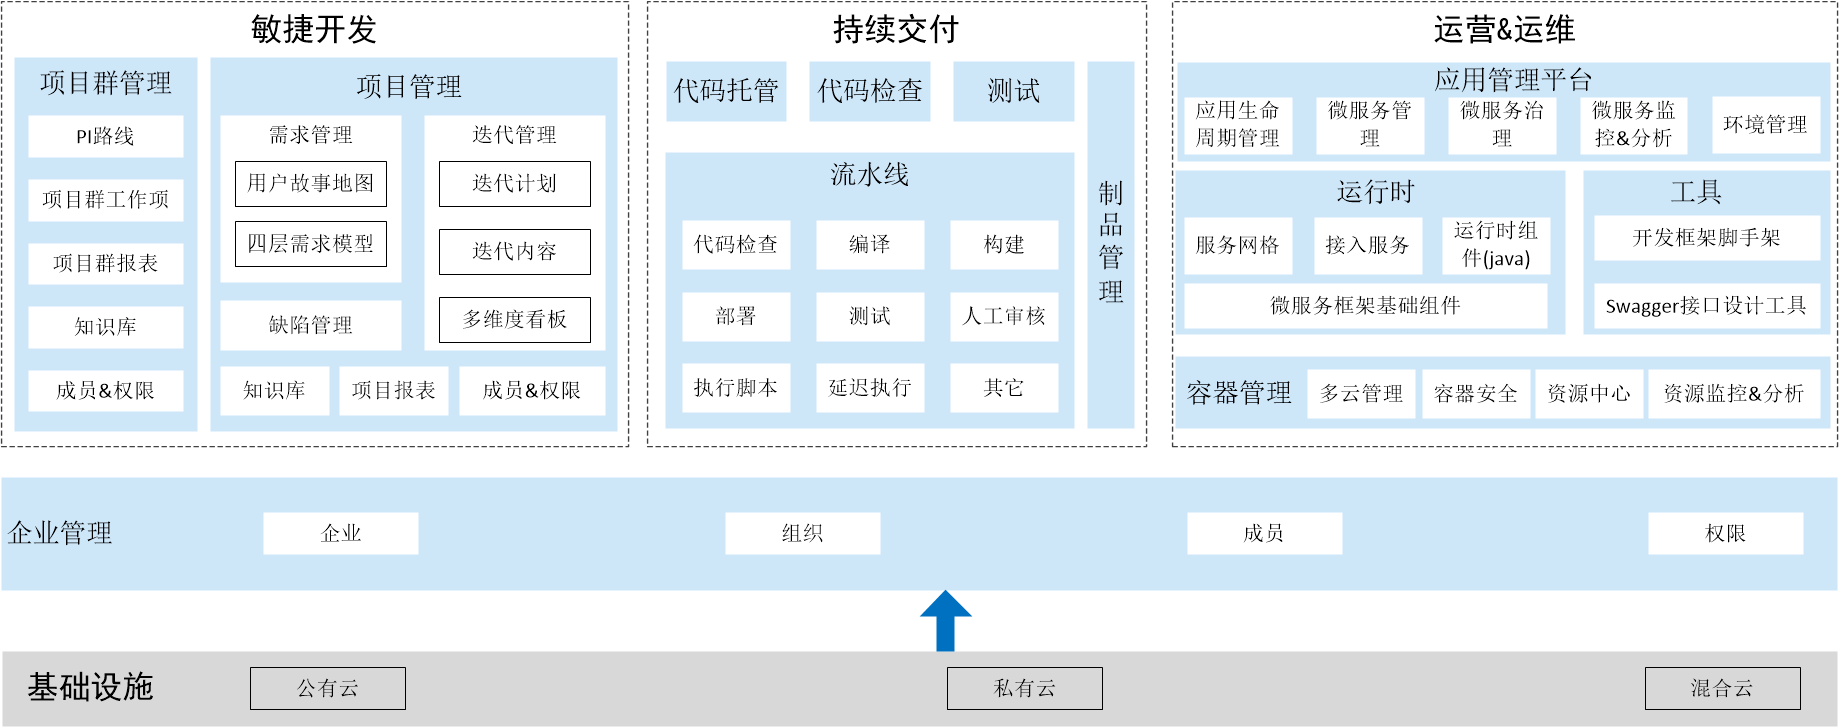 敏捷开发
项目群管理
PI路线
项目群工作项
项目群报表
知识库
成员&权限
项目管理
需求管理
用户故事地图
四层需求模型
缺陷管理
迭代管理
迭代计划
迭代内容
多维度看板
知识库
项目报表
成员&权限
持续交付
代码托管
代码检查
测试
流水线
代码检查
编译
构建
部署
测试
人工审核
执行脚本
延迟执行
其它
制
品
管
理
运营&运维
应用管理平台
应用生命
周期管理
微服务管
理
微服务治
理
微服务监
控&分析
环境管理
运行时
服务网格
接入服务
运行时组
件(java)
微服务框架基础组件
工具
开发框架脚手架
Swagger接口设计工具
容器管理
多云管理
容器安全
资源中心
资源监控&分析
企业管理
企业
组织
成员
权限
基础设施
公有云
私有云
混合云